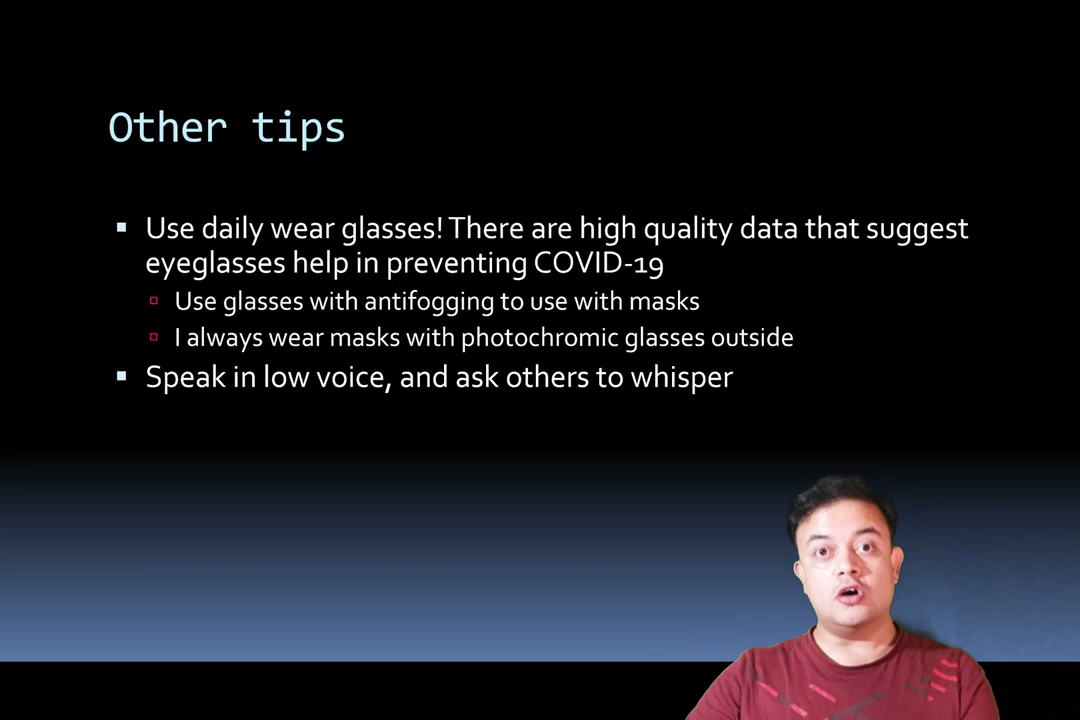 Other tips
Use daily wear glasses! There are high quality data that suggest
eyeglasses help in preventing COVID-19
Use glasses with antifogging to use with masks
I always wear masks with photochromic glasses outside
Speak in low voice, and ask others to whisper